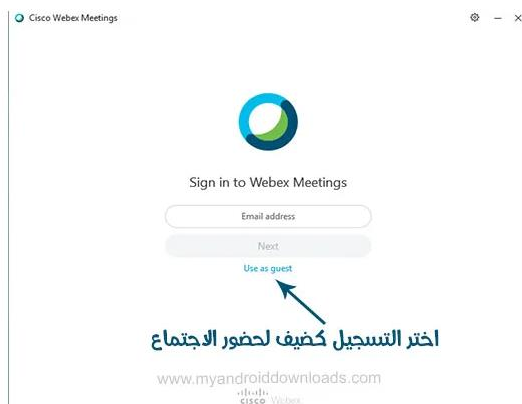 Cisco Webex Meetings
Sign in to Webex Meetings
Email address
Next
Use as guest
اختر التسجيل كضيف لحضور الاجتماع
www.myandroiddownloads.com
cisco Webex